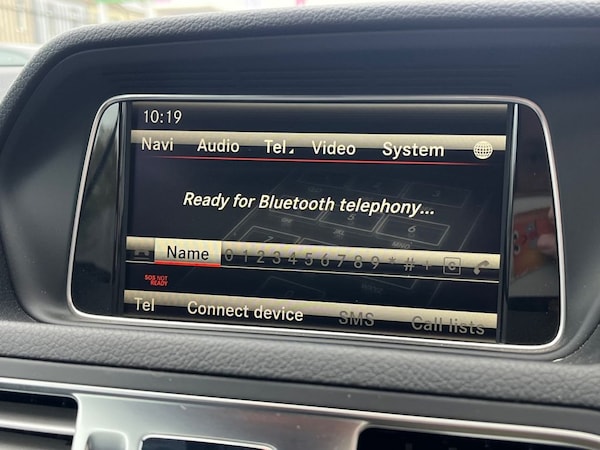 10:19
Navi Audio Tel Video System
Ready for Bluetooth telephony...
Name 0 1 2 3 4 5 6 7 8 9 * # + C
SOS NOT
READY
Tel Connect device SMS Call lists